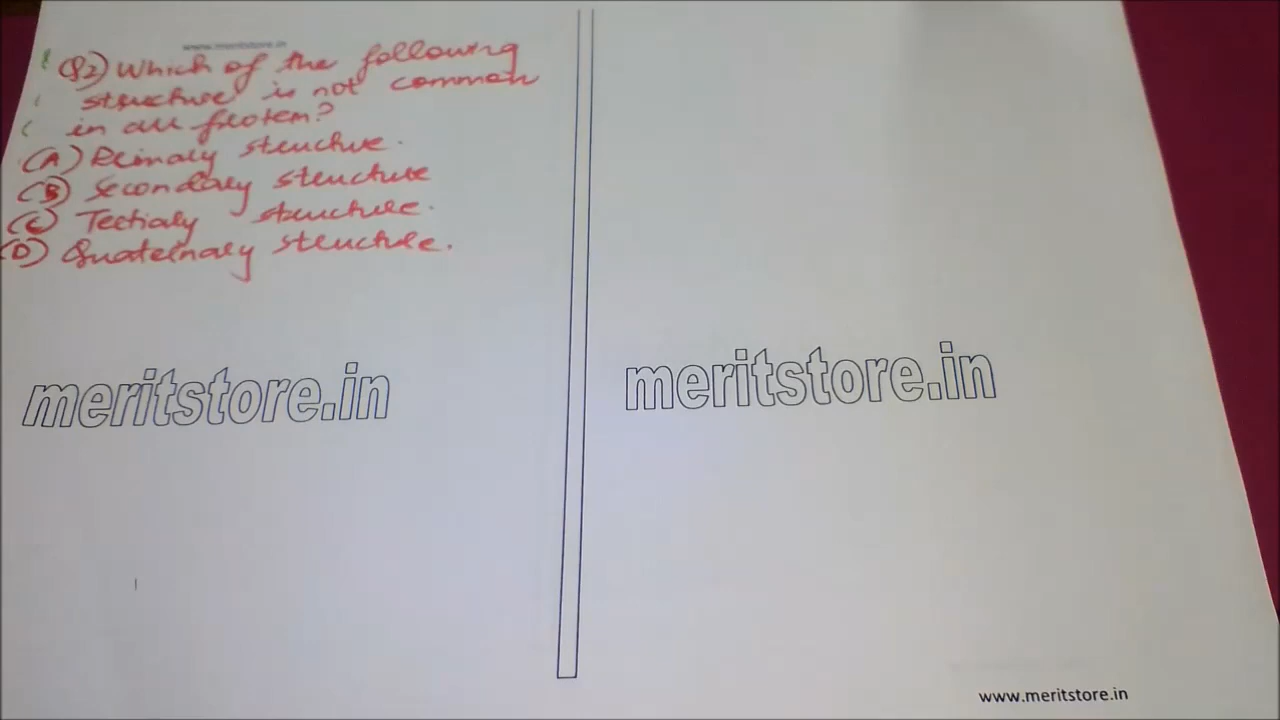 www.meritstore.in
Q2) Which of the following
structure is not common
in all protein?
(A) Primary structure.
(B) Secondary structure
(C) Tertiary structure.
(D) Quaternary structure.
meritstore.in
meritstore.in
www.meritstore.in